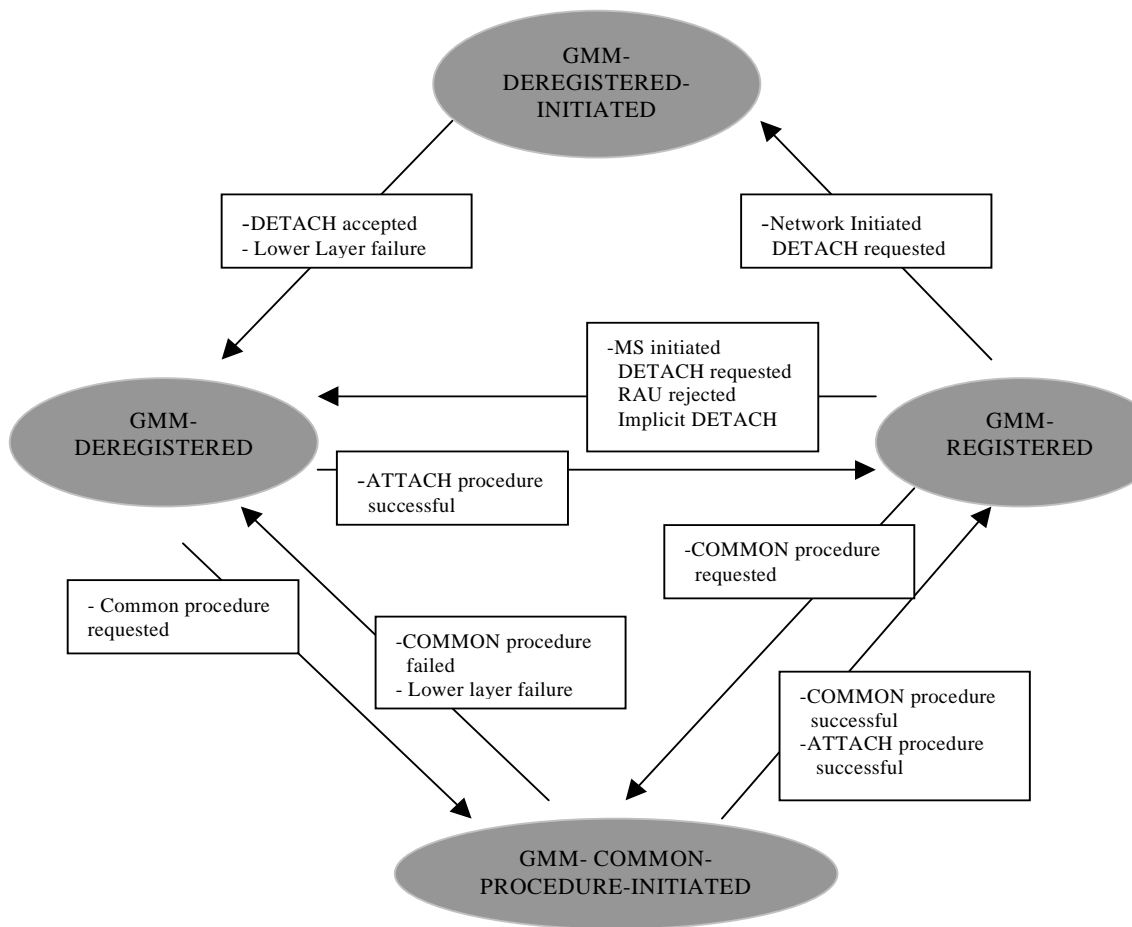 GMM-
DEREGISTERED-
INITIATED
-DETACH accepted
- Lower Layer failure
-Network Initiated
DETACH requested
-MS initiated
DETACH requested
RAU rejected
Implicit DETACH
GMM-
DEREGISTERED
GMM-
REGISTERED
-ATTACH procedure
successful
-COMMON procedure
requested
- Common procedure
requested
-COMMON procedure
failed
- Lower layer failure
-COMMON procedure
successful
-ATTACH procedure
successful
GMM- COMMON-
PROCEDURE-INITIATED